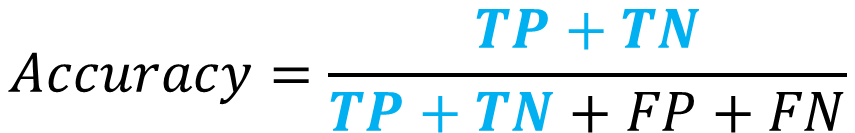 TP + TN
Accuracy =
TP + TN + FP + FN